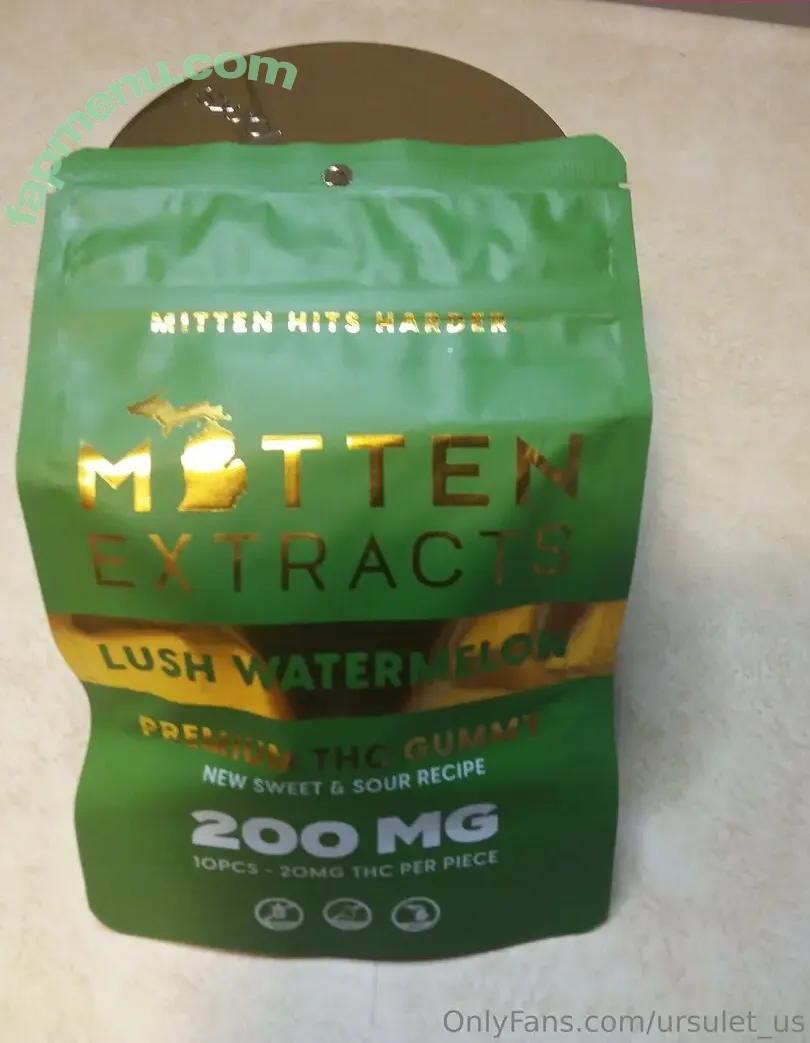 fapmenu.com
MITTEN HITS HARDER
MITTEN
EXTRACTS
LUSH WATERMELON
PREMIUM THC GUMMY
NEW SWEET & SOUR RECIPE
200 MG
10PCS - 20MG THC PER PIECE
OnlyFans.com/ursulet_us